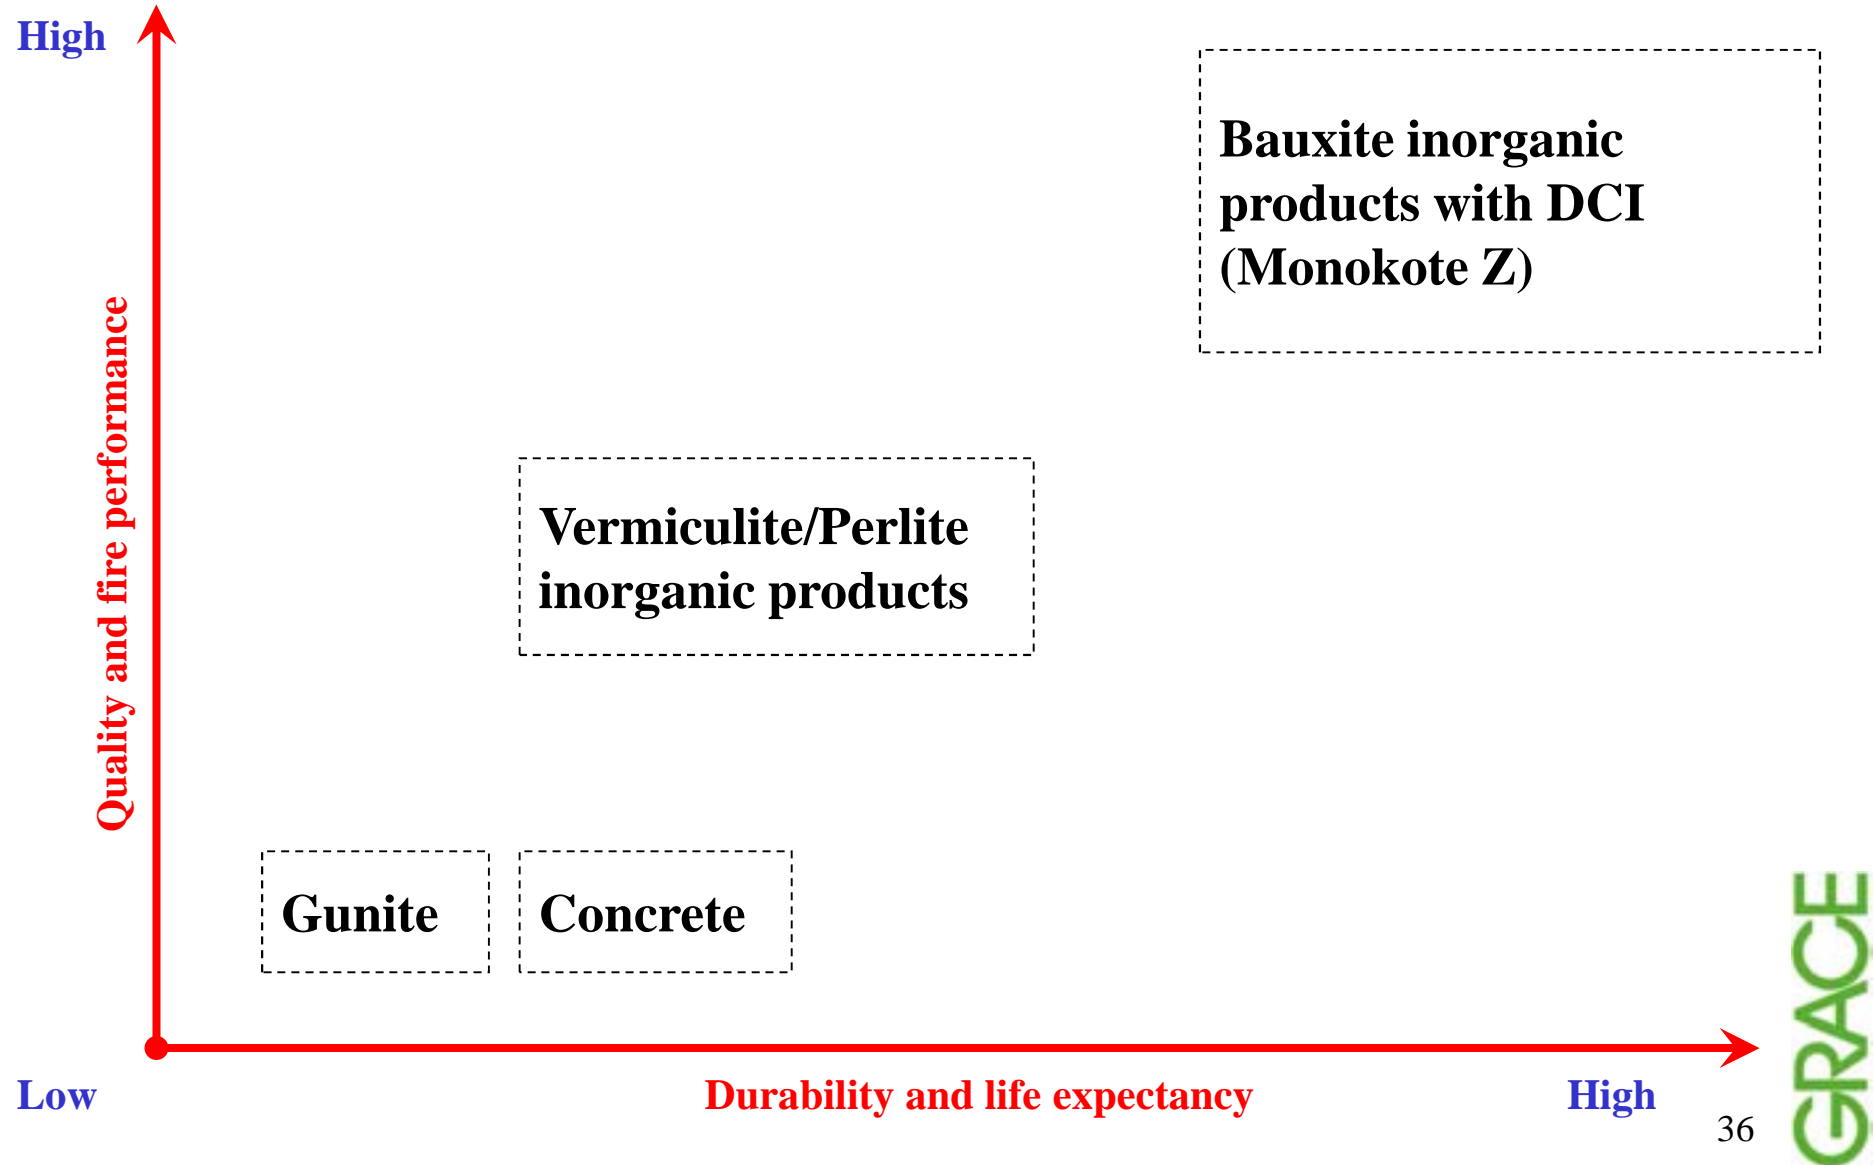 High
Bauxite inorganic
products with DCI
(Monokote Z)
Quality and fire performance
Vermiculite/Perlite
inorganic products
Gunite
Concrete
Low
Durability and life expectancy
High
36
GRACE